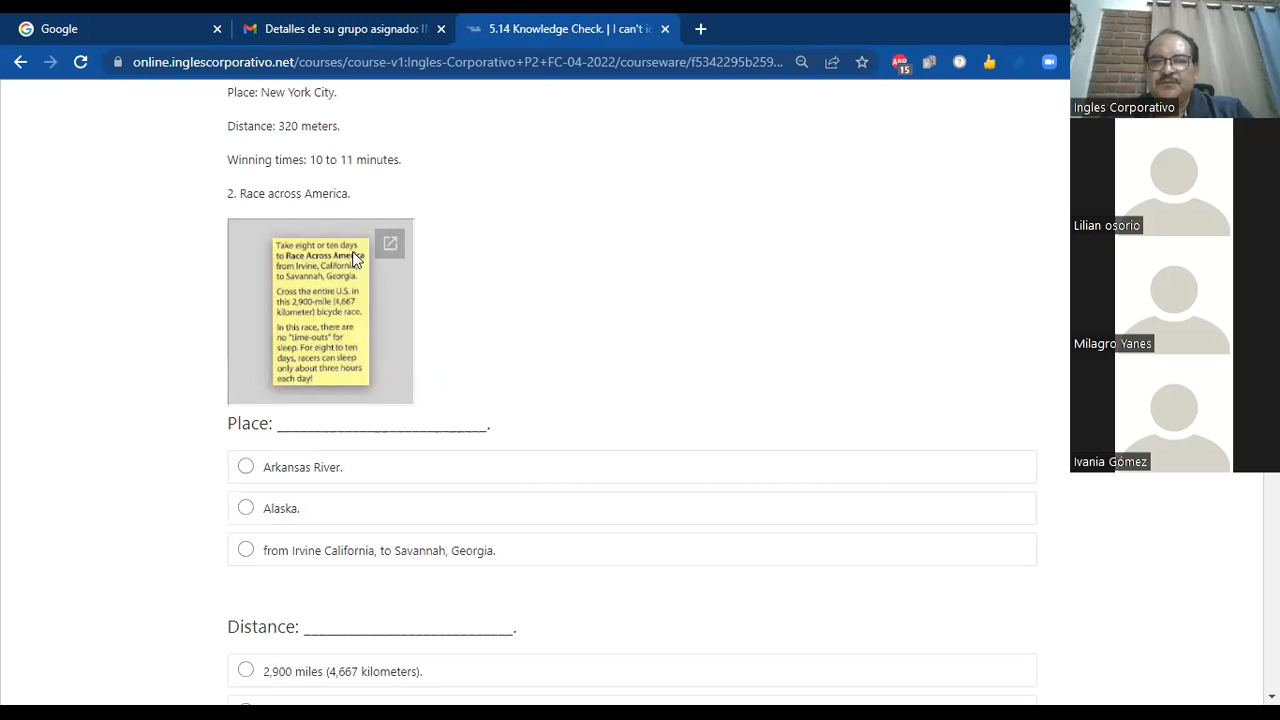 Google
Detalles de su grupo asignado:
5.14 Knowledge Check. | I can't i
online.inglescorporativo.net/courses/course-v1:Ingles-Corporativo+P2+FC-04-2022/courseware/f5342295b259...
15
Place: New York City.
Distance: 320 meters.
Winning times: 10 to 11 minutes.
2. Race across America.
Take eight or ten days
to Race Across America
from Irvine, California
to Savannah, Georgia.
Cross the entire U.S. in
this 2,900-mile (4,667
kilometer) bicycle race.
In this race, there are
no "time-outs" for
sleep. For eight to ten
days, racers can sleep
only about three hours
each day!
Place: ___________________________.
Arkansas River.
Alaska.
from Irvine California, to Savannah, Georgia.
Distance: ___________________________.
2,900 miles (4,667 kilometers).
Ingles Corporativo
Lilian osorio
Milagro Yanes
Ivania Gómez